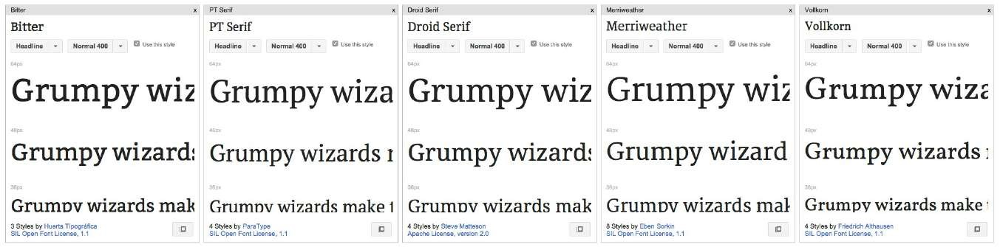 Bitter x
Bitter
Headline Normal 400 Use this style
64px
Grumpy wiz
48px
Grumpy wizards
36px
Grumpy wizards mak
3 Styles by Huerta Tipográfica
SIL Open Font License, 1.1
PT Serif x
PT Serif
Headline Normal 400 Use this style
64px
Grumpy wiza
48px
Grumpy wizards r
36px
Grumpy wizards make t
4 Styles by ParaType
SIL Open Font License, 1.1
Droid Serif x
Droid Serif
Headline Normal 400 Use this style
64px
Grumpy wiz
48px
Grumpy wizards
36px
Grumpy wizards mak
4 Styles by Steve Matteson
Apache License, version 2.0
Merriweather x
Merriweather
Headline Normal 400 Use this style
64px
Grumpy wiz
48px
Grumpy wizard
36px
Grumpy wizards mak
8 Styles by Eben Sorkin
SIL Open Font License, 1.1
Vollkorn x
Vollkorn
Headline Normal 400 Use this style
64px
Grumpy wiza
48px
Grumpy wizards
36px
Grumpy wizards make t
4 Styles by Friedrich Althausen
SIL Open Font License, 1.1